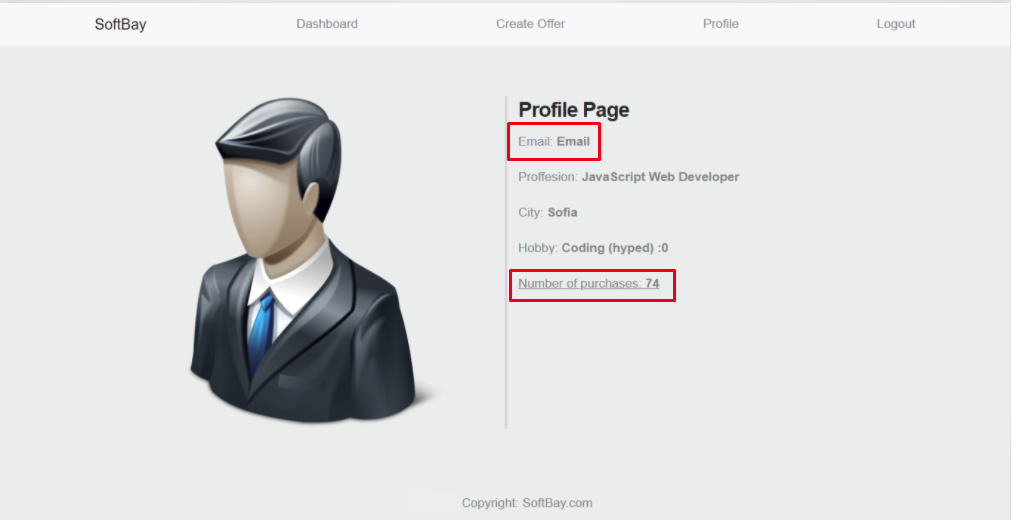 SoftBay Dashboard Create Offer Profile Logout
Profile Page
Email: Email
Proffesion: JavaScript Web Developer
City: Sofia
Hobby: Coding (hyped) :0
Number of purchases: 74
Copyright: SoftBay.com